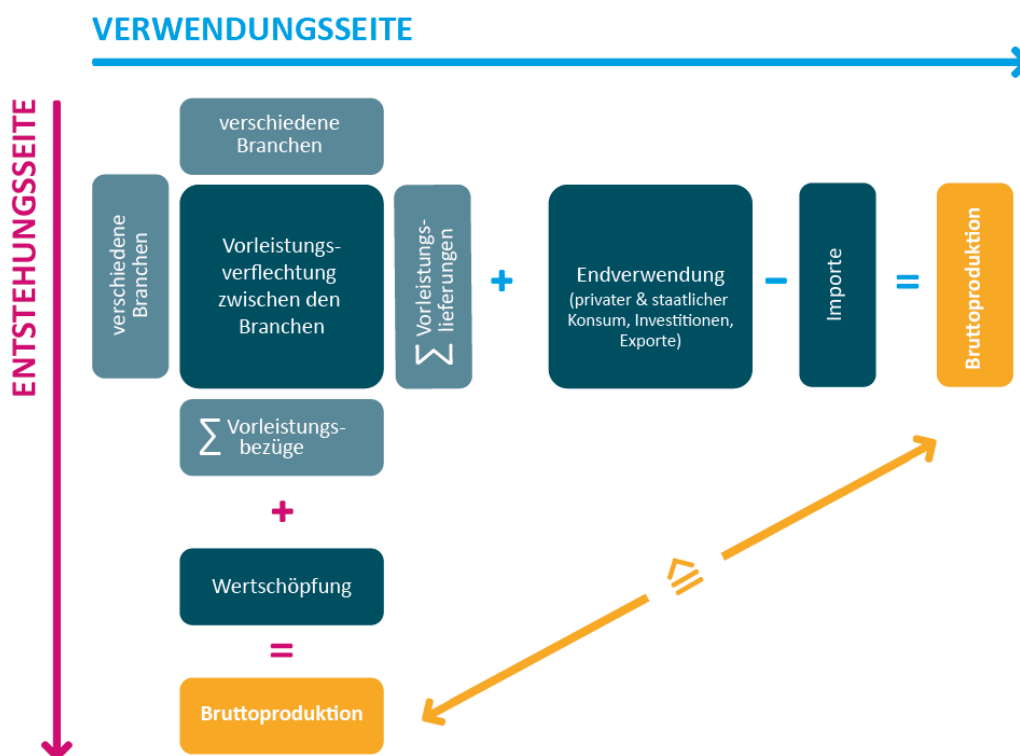 VERWENDUNGSSEITE
ENTSTEHUNGSSEITE
verschiedene
Branchen
verschiedene
Branchen
Vorleistungs-
verflechtung
zwischen den
Branchen
∑ Vorleistungs-
lieferungen
+
Endverwendung
(privater & staatlicher
Konsum, Investitionen,
Exporte)
−
Importe
=
Bruttoproduktion
∑ Vorleistungs-
bezüge
+
Wertschöpfung
=
Bruttoproduktion
≙